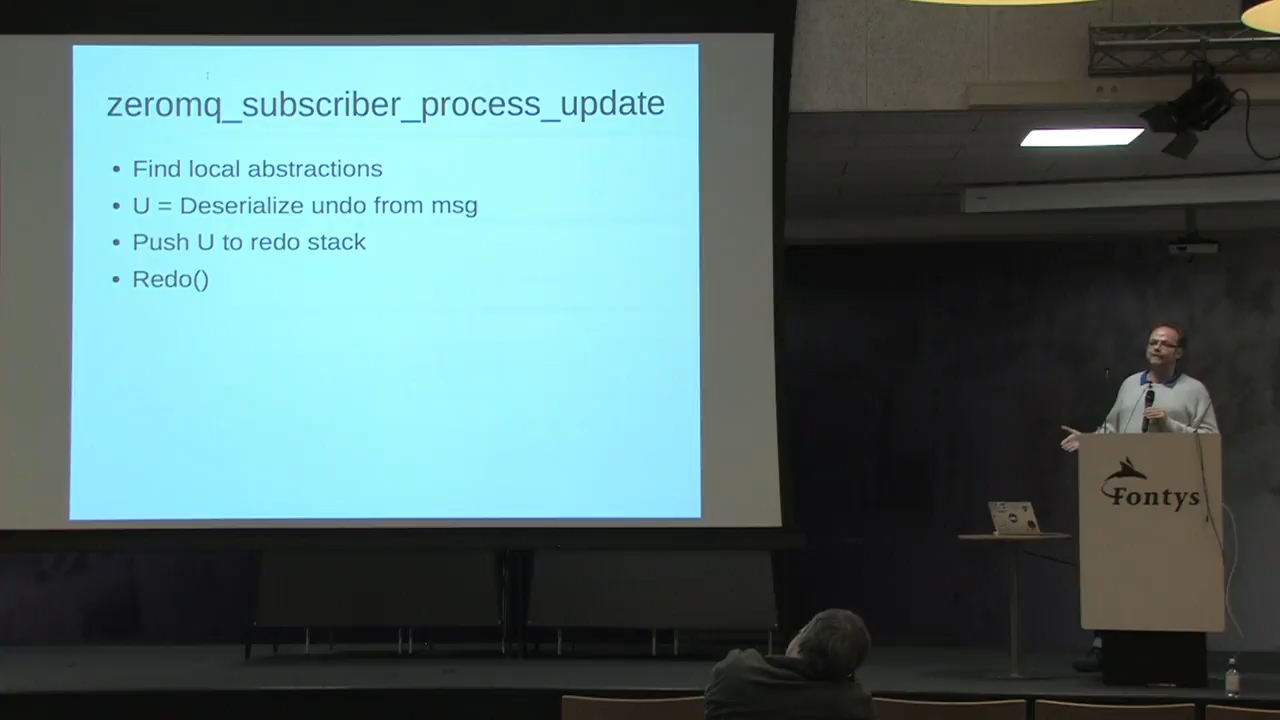 zeromq_subscriber_process_update
• Find local abstractions
• U = Deserialize undo from msg
• Push U to redo stack
• Redo()
Fontys